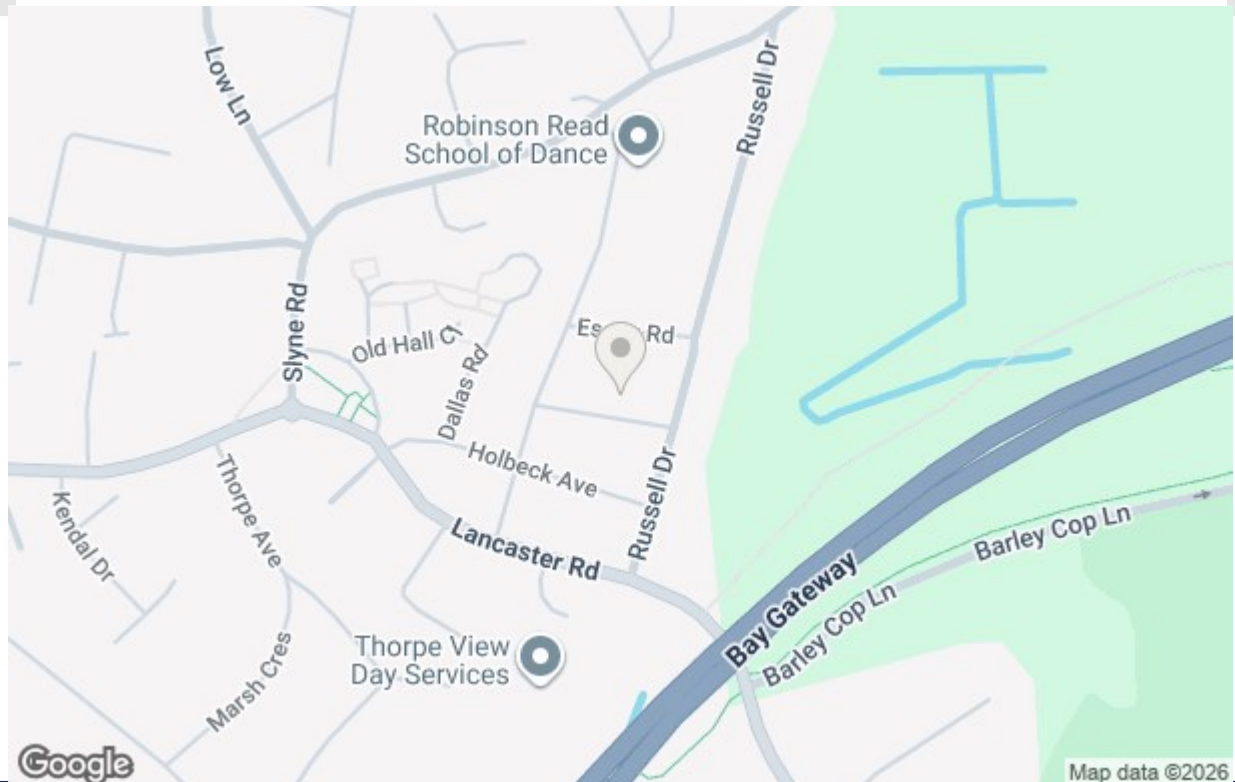 Low Ln
Robinson Read
School of Dance
Russell Dr
Slyne Rd
Old Hall Ct
Dallas Rd
Rd
Holbeck Ave
Russell Dr
Lancaster Rd
Thorpe Ave
Kendal Dr
Marsh Cres
Thorpe View
Day Services
Bay Gateway
Barley Cop Ln
Barley Cop Ln
Google
Map data ©2026